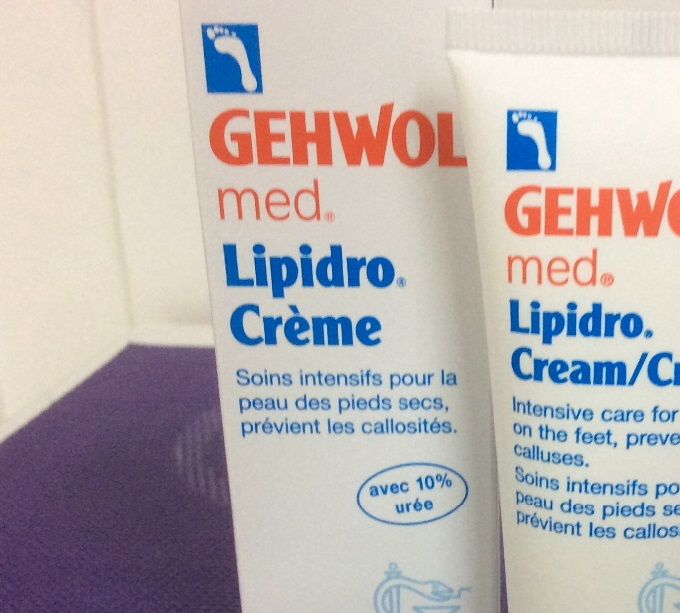 GEHWOL
med®
Lipidro®
Crème
Soins intensifs pour la
peau des pieds secs,
prévient les callosités.
avec 10%
urée
GEHW
med®
Lipidro®
Cream/C
Intensive care for
on the feet, preve
calluses.
Soins intensifs po
peau des pieds se
prévient les callos